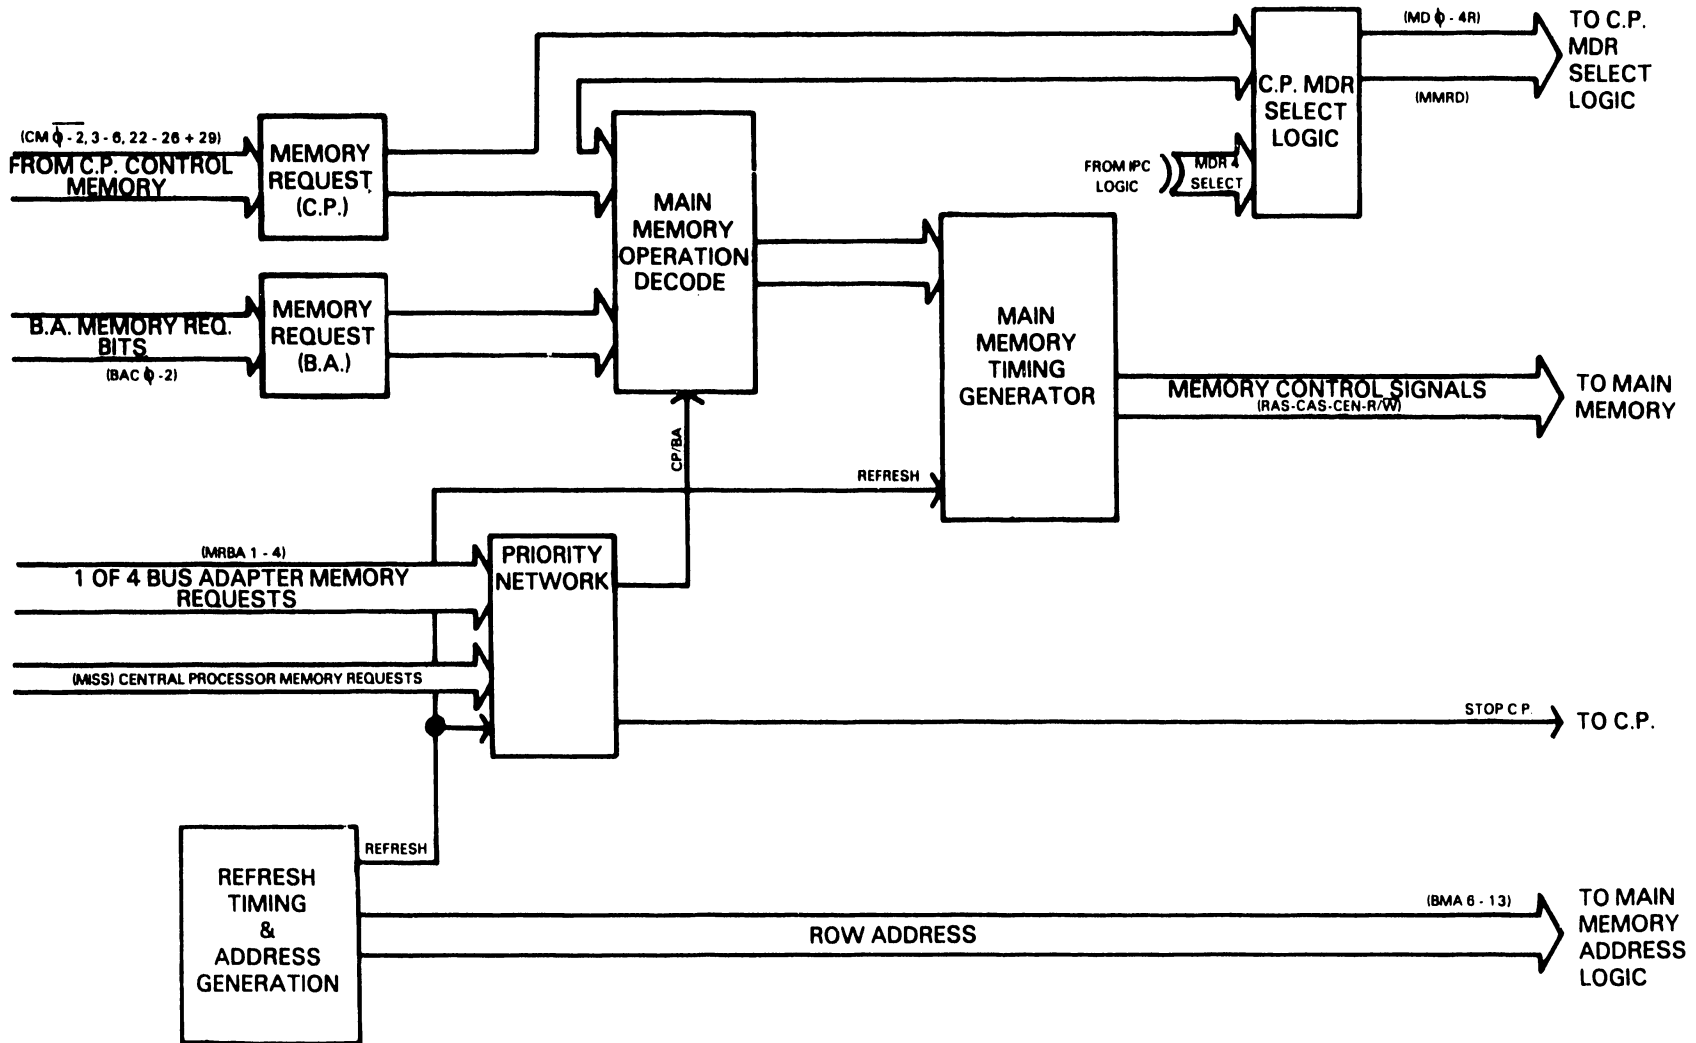 (MD ϕ - 4R)
TO C.P.
MDR
SELECT
LOGIC
(MMRD)
C.P. MDR
SELECT
LOGIC
FROM IPC
LOGIC
MDR 4
SELECT
(CM ϕ - 2, 3 - 6, 22 - 26 + 29)
FROM C.P. CONTROL
MEMORY
MEMORY
REQUEST
(C.P.)
MAIN
MEMORY
OPERATION
DECODE
B.A. MEMORY REQ.
BITS
(BAC ϕ - 2)
MEMORY
REQUEST
(B.A.)
MAIN
MEMORY
TIMING
GENERATOR
MEMORY CONTROL SIGNALS
(RAS-CAS-CEN-R/W̅)
TO MAIN
MEMORY
CP/BA
REFRESH
(MRBA 1 - 4)
1 OF 4 BUS ADAPTER MEMORY
REQUESTS
PRIORITY
NETWORK
(MISS) CENTRAL PROCESSOR MEMORY REQUESTS
STOP C P.
TO C.P.
REFRESH
REFRESH
TIMING
&
ADDRESS
GENERATION
(BMA 6 - 13)
ROW ADDRESS
TO MAIN
MEMORY
ADDRESS
LOGIC